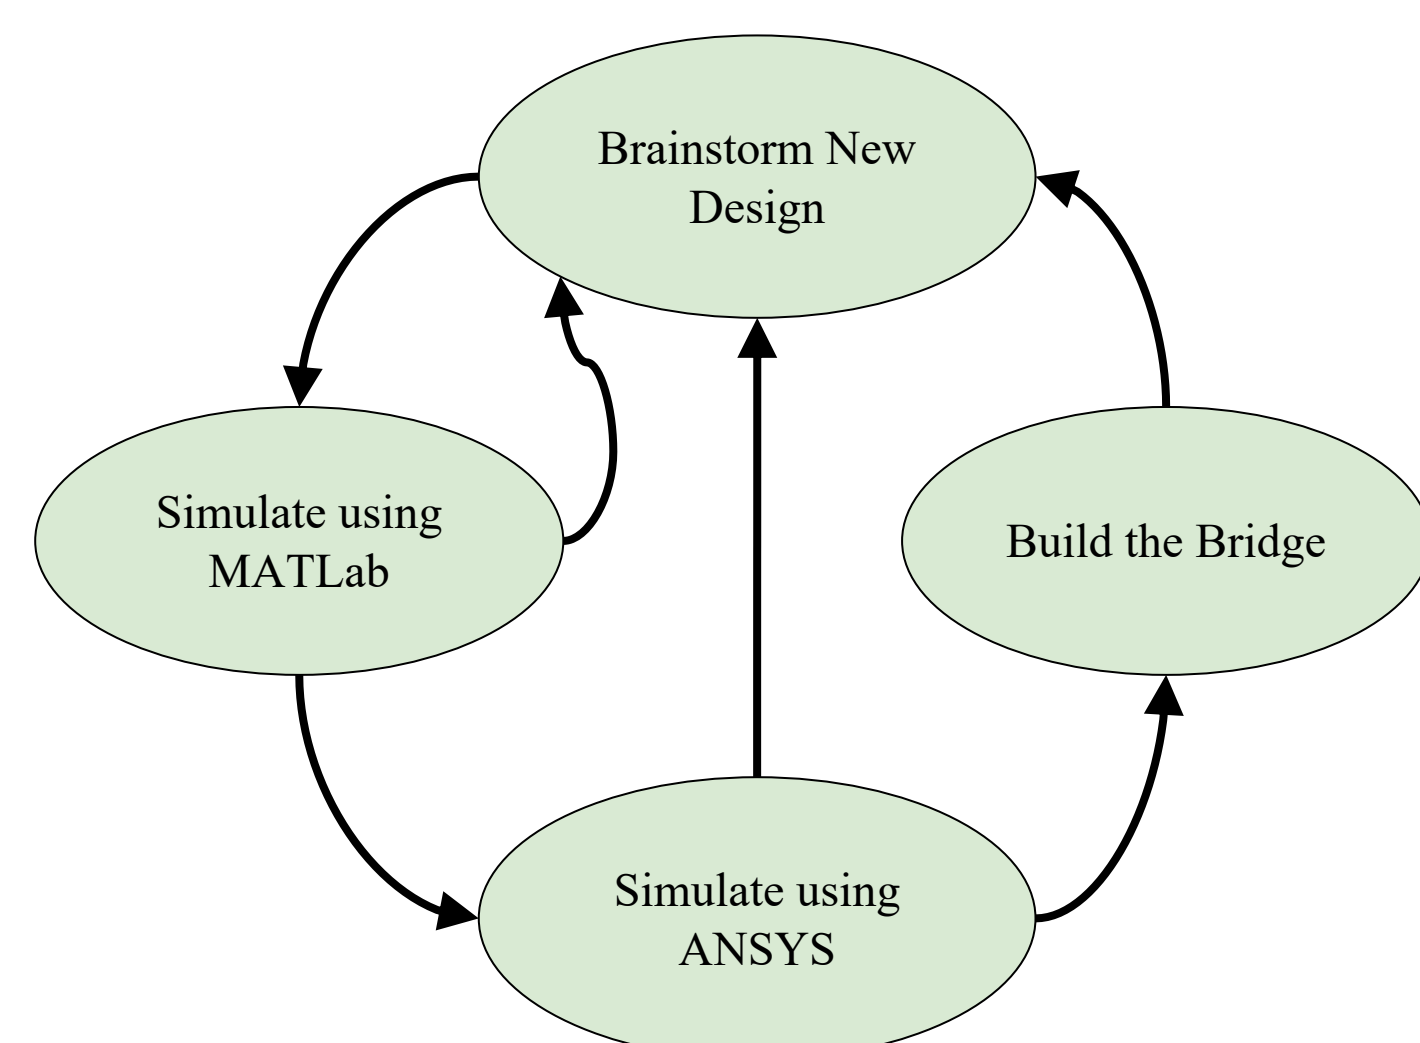 Brainstorm New
Design
Simulate using
MATLab
Build the Bridge
Simulate using
ANSYS